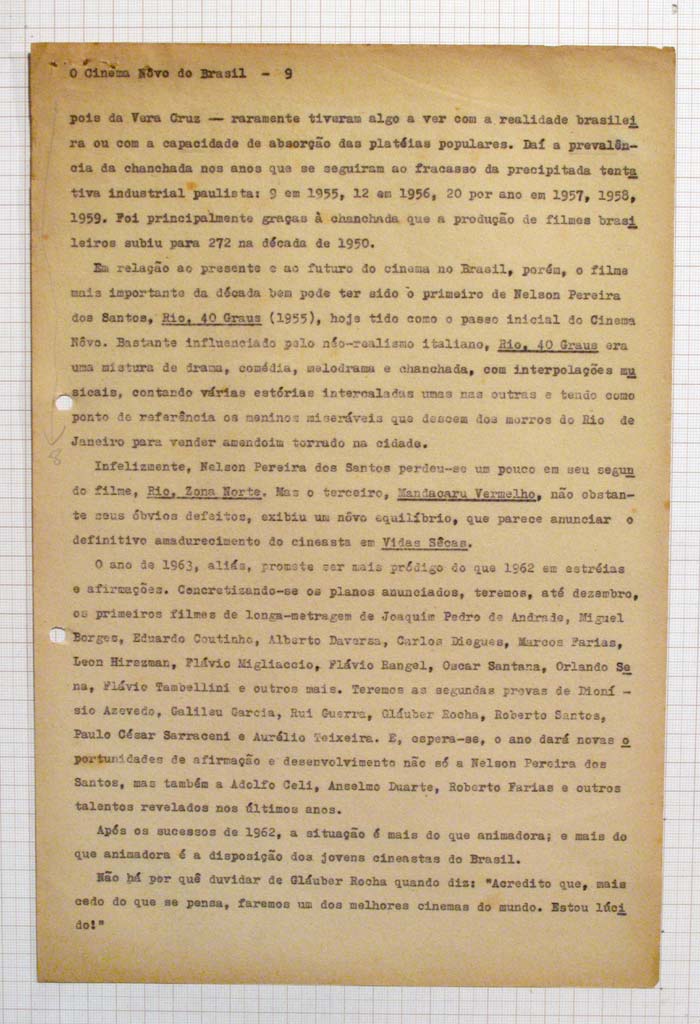 O Cinema Nôvo do Brasil - 9
pois da Vera Cruz — raramente tiveram algo a ver com a realidade brasilei
ra ou com a capacidade de absorção das platéias populares. Daí a prevalên-
cia da chanchada nos anos que se seguiram ao fracasso da precipitada tenta
tiva industrial paulista: 9 em 1955, 12 em 1956, 20 por ano em 1957, 1958,
1959. Foi principalmente graças à chanchada que a produção de filmes brasi
leiros subiu para 272 na década de 1950.
Em relação ao presente e ao futuro do cinema no Brasil, porém, o filme
mais importante da década bem pode ter sido o primeiro de Nelson Pereira
dos Santos, Rio, 40 Graus (1955), hoje tido como o passo inicial do Cinema
Nôvo. Bastante influenciado pelo néo-realismo italiano, Rio, 40 Graus era
uma mistura de drama, comédia, melodrama e chanchada, com interpolações mu
sicais, contando várias estórias intercaladas umas nas outras e tendo como
ponto de referência os meninos miseráveis que descem dos morros do Rio de
Janeiro para vender amendoim torrado na cidade.
8
Infelizmente, Nelson Pereira dos Santos perdeu-se um pouco em seu segun
do filme, Rio, Zona Norte. Mas o terceiro, Mandacaru Vermelho, não obstan-
te seus óbvios defeitos, exibiu um nôvo equilíbrio, que parece anunciar o
definitivo amadurecimento do cineasta em Vidas Sêcas.
O ano de 1963, aliás, promete ser mais pródigo do que 1962 em estréias
e afirmações. Concretizando-se os planos anunciados, teremos, até dezembro,
os primeiros filmes de longa-metragem de Joaquim Pedro de Andrade, Miguel
Borges, Eduardo Coutinho, Alberto Daversa, Carlos Diegues, Marcos Farias,
Leon Hirszman, Flávio Migliaccio, Flávio Rangel, Oscar Santana, Orlando Se
na, Flávio Tambellini e outros mais. Teremos as segundas provas de Dioní -
sio Azevedo, Galileu Garcia, Rui Guerra, Gláuber Rocha, Roberto Santos,
Paulo César Sarraceni e Aurélio Teixeira. E, espera-se, o ano dará novas o
portunidades de afirmação e desenvolvimento não só a Nelson Pereira dos
Santos, mas também a Adolfo Celi, Anselmo Duarte, Roberto Farias e outros
talentos revelados nos últimos anos.
Após os sucessos de 1962, a situação é mais do que animadora; e mais do
que animadora é a disposição dos jovens cineastas do Brasil.
Não há por quê duvidar de Gláuber Rocha quando diz: "Acredito que, mais
cedo do que se pensa, faremos um dos melhores cinemas do mundo. Estou lúci
do!"